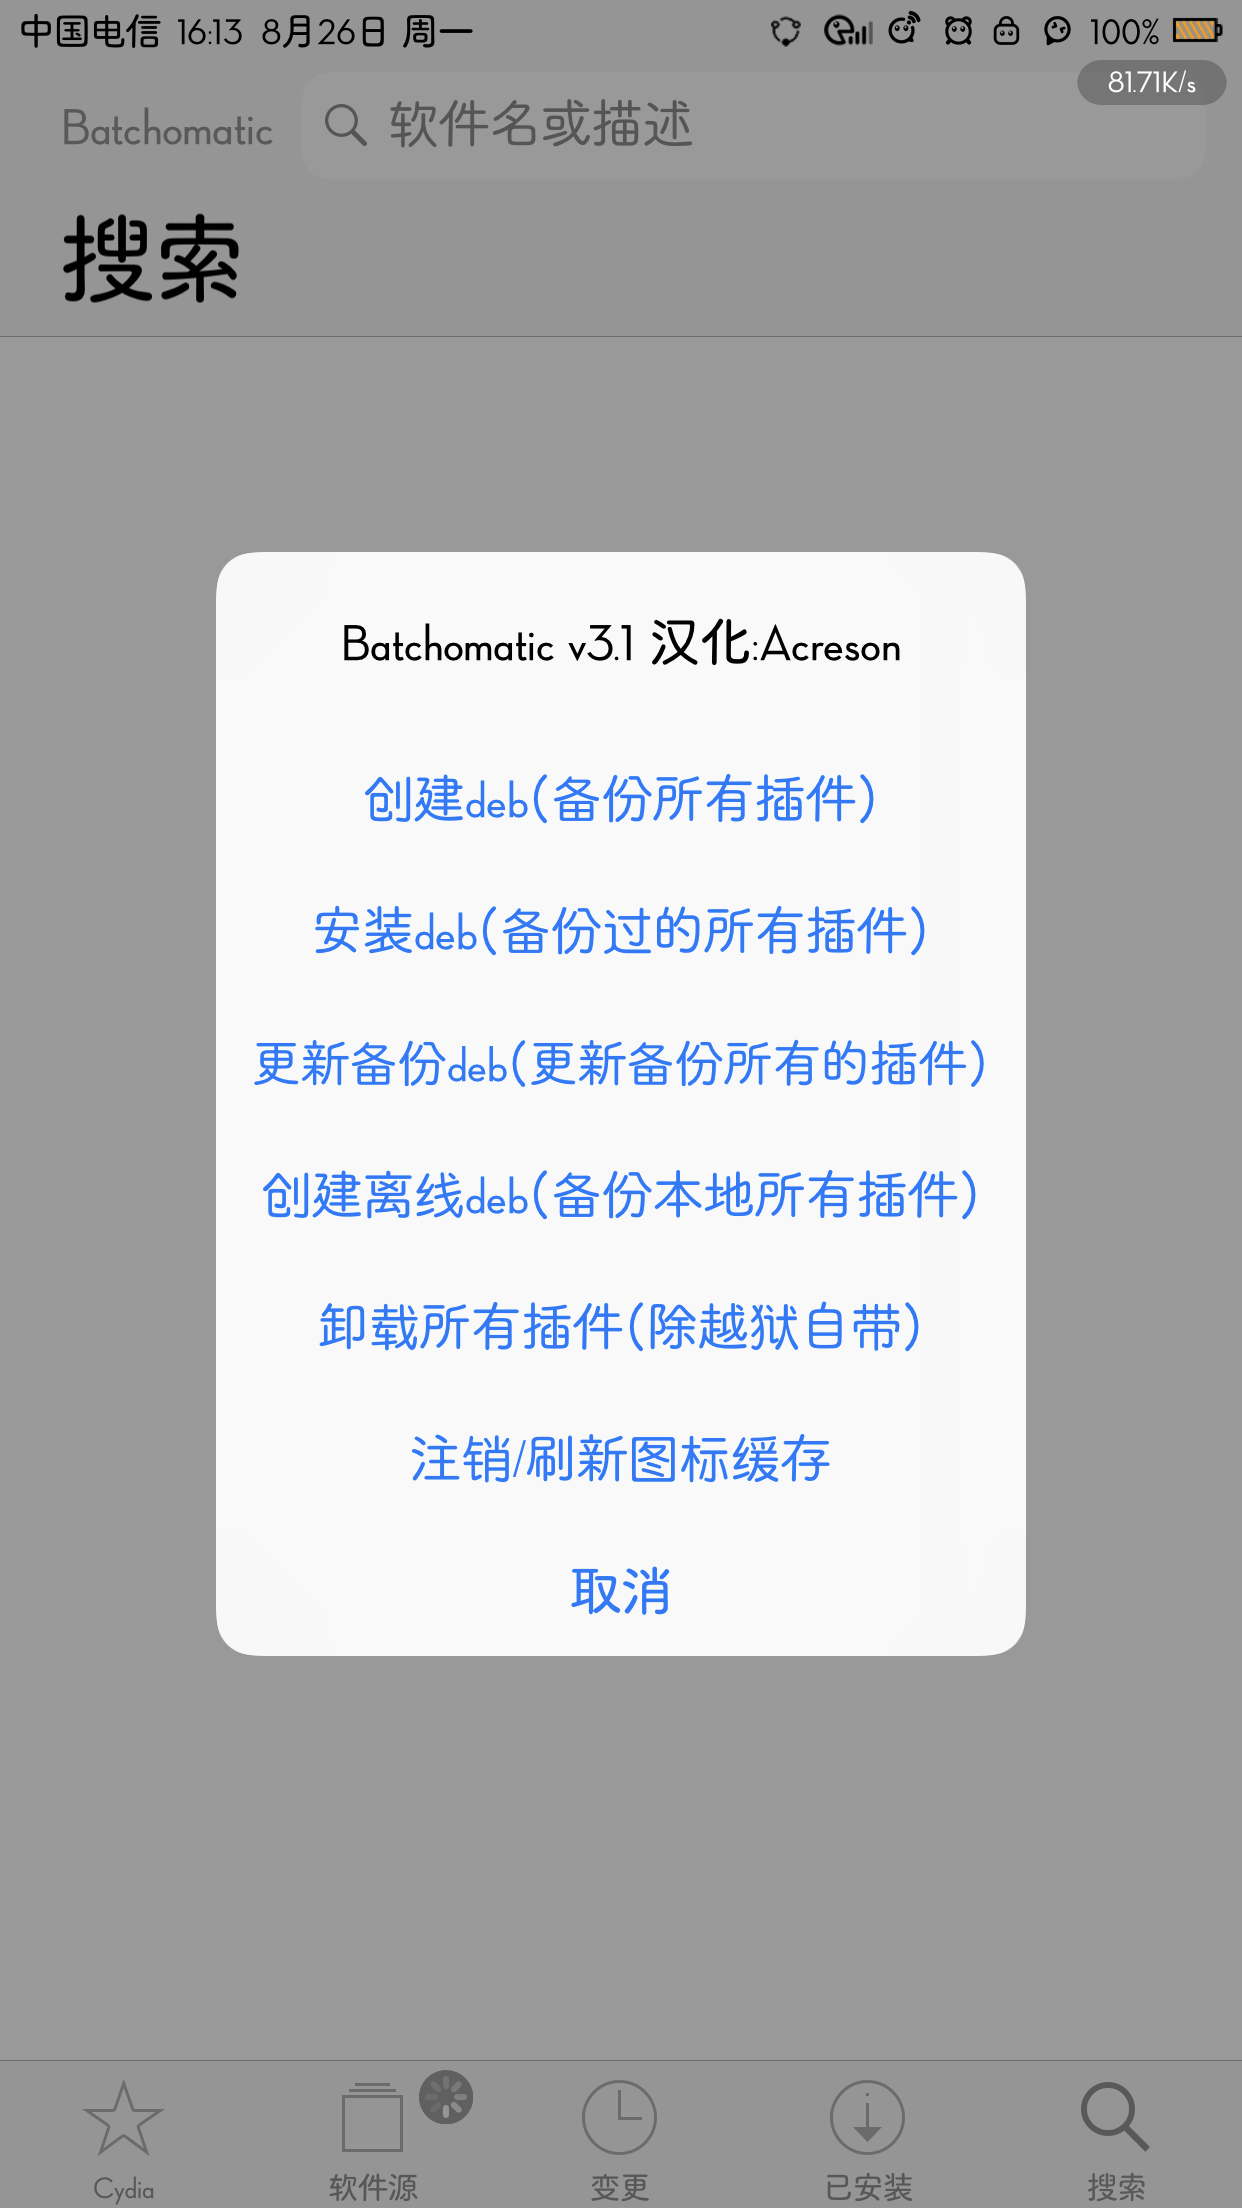 中国电信 16:13 8月26日 周一 100%
81.71K/s
Batchomatic 软件名或描述
搜索
Batchomatic v3.1 汉化:Acreson
创建deb(备份所有插件)
安装deb(备份过的所有插件)
更新备份deb(更新备份所有的插件)
创建离线deb(备份本地所有插件)
卸载所有插件(除越狱自带)
注销/刷新图标缓存
取消
Cydia 软件源 变更 已安装 搜索